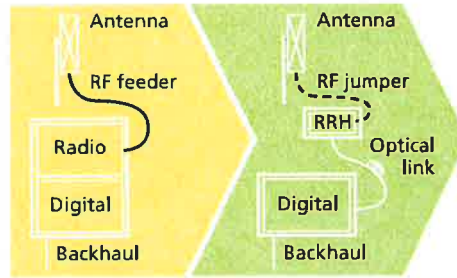 Antenna
RF feeder
Radio
Digital
Backhaul
Antenna
RF jumper
RRH
Optical
link
Digital
Backhaul